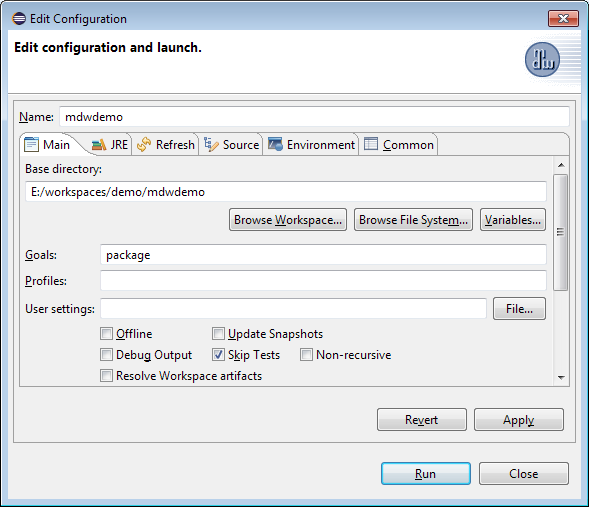 Edit Configuration
Edit configuration and launch.
Name: mdwdemo
Main JRE Refresh Source Environment Common
Base directory:
E:/workspaces/demo/mdwdemo
Browse Workspace... Browse File System... Variables...
Goals: package
Profiles:
User settings: File...
Offline Update Snapshots
Debug Output Skip Tests Non-recursive
Resolve Workspace artifacts
Revert Apply
Run Close